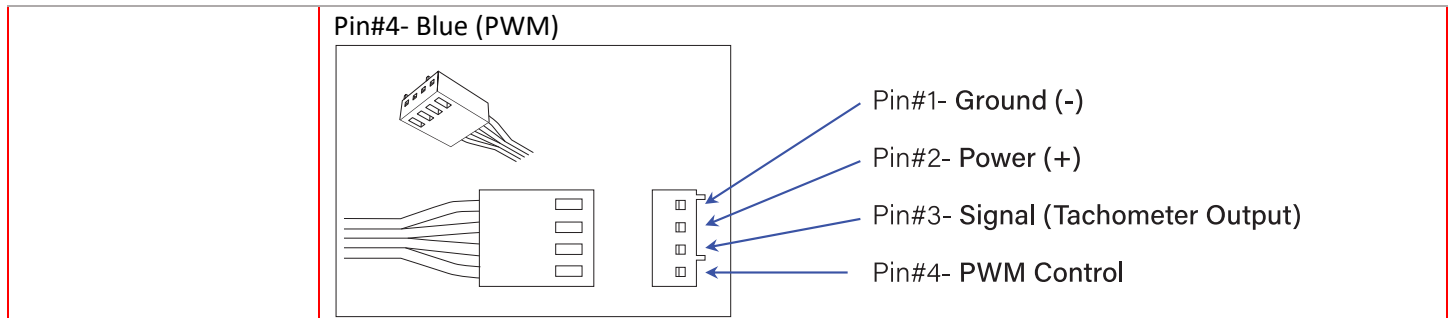 Pin#4- Blue (PWM)
Pin#1- Ground (-)
Pin#2- Power (+)
Pin#3- Signal (Tachometer Output)
Pin#4- PWM Control